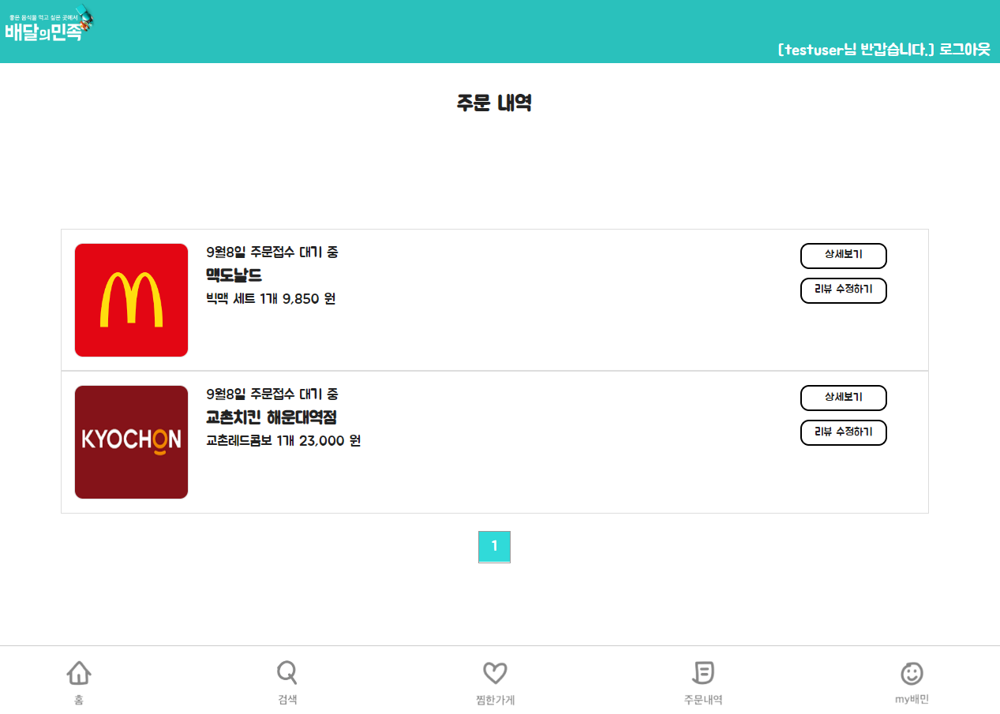 좋은 음식을 먹고 싶은 곳에서
배달의민족
[testuser님 반갑습니다.] 로그아웃
주문 내역
9월8일 주문접수 대기 중
맥도날드
빅맥 세트 1개 9,850 원
상세보기
리뷰 수정하기
KYOCHON
9월8일 주문접수 대기 중
교촌치킨 해운대역점
교촌레드콤보 1개 23,000 원
상세보기
리뷰 수정하기
1
홈
검색
찜한가게
주문내역
my배민